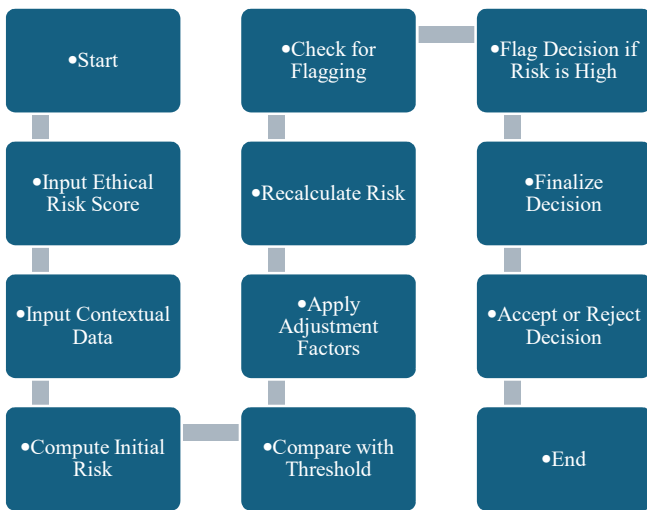 •Start
•Input Ethical
Risk Score
•Input Contextual
Data
•Compute Initial
Risk
•Compare with
Threshold
•Apply
Adjustment
Factors
•Recalculate Risk
•Check for
Flagging
•Flag Decision if
Risk is High
•Finalize
Decision
•Accept or Reject
Decision
•End